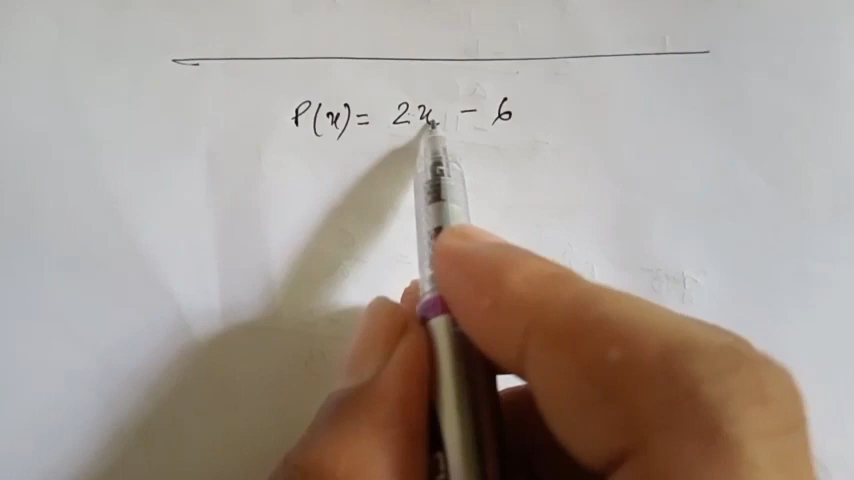 P(x) = 2x - 6